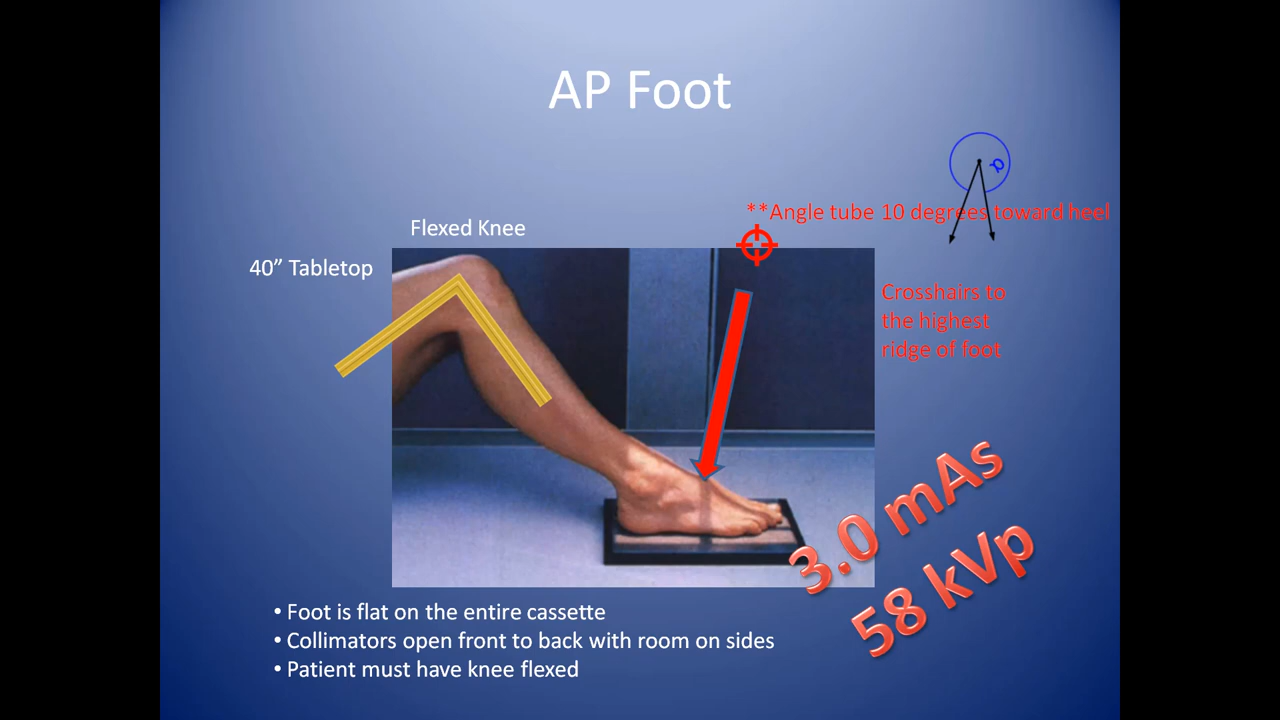 AP Foot
**Angle tube 10 degrees toward heel
Flexed Knee
40” Tabletop
Crosshairs to
the highest
ridge of foot
3.0 mAs
58 kVp
• Foot is flat on the entire cassette
• Collimators open front to back with room on sides
• Patient must have knee flexed